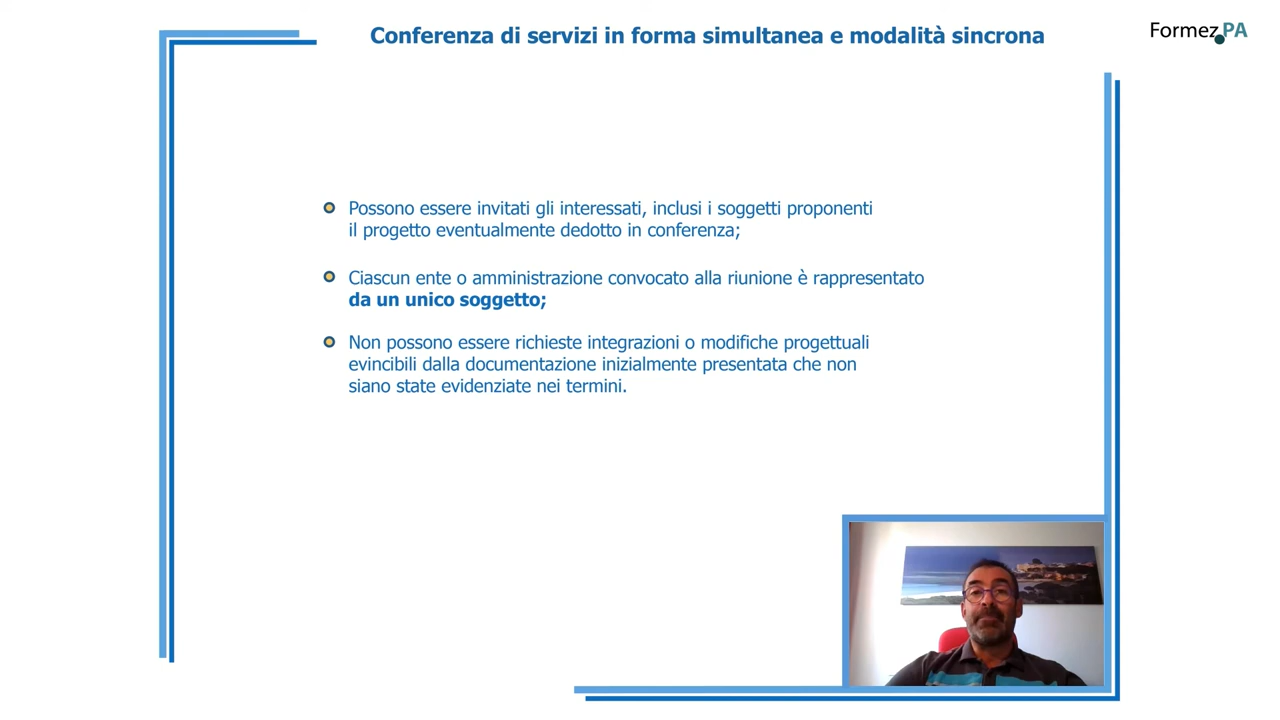 Conferenza di servizi in forma simultanea e modalità sincrona
Formez PA
Possono essere invitati gli interessati, inclusi i soggetti proponenti
il progetto eventualmente dedotto in conferenza;
Ciascun ente o amministrazione convocato alla riunione è rappresentato
da un unico soggetto;
Non possono essere richieste integrazioni o modifiche progettuali
evincibili dalla documentazione inizialmente presentata che non
siano state evidenziate nei termini.